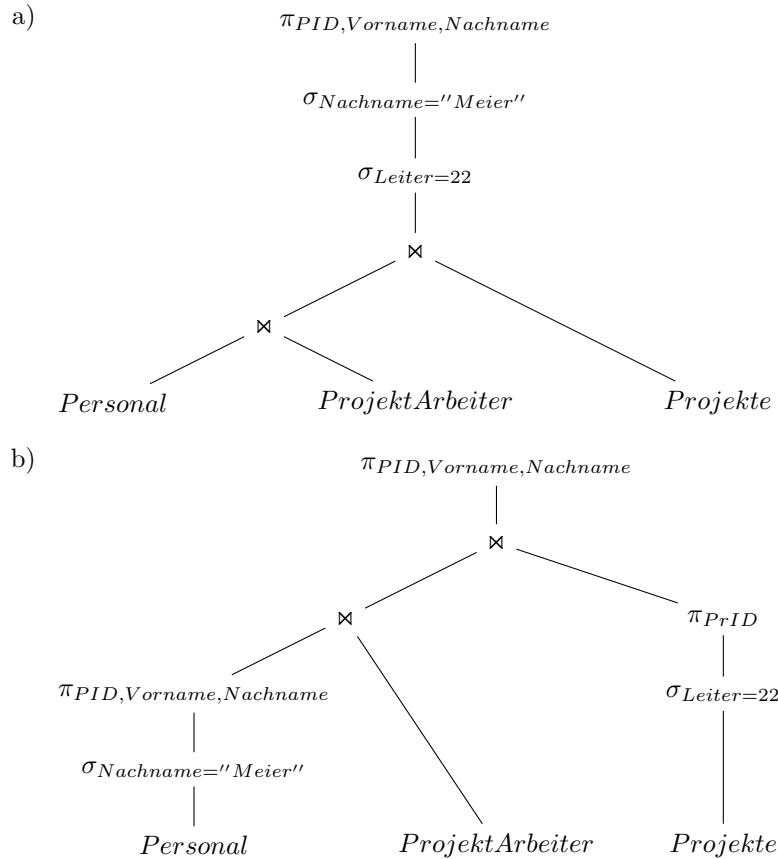 a)
π_{PID,Vorname,Nachname}
σ_{Nachname="Meier"}
σ_{Leiter=22}
⋈
⋈
Personal ProjektArbeiter Projekte
b)
π_{PID,Vorname,Nachname}
⋈
⋈ π_{PrID}
π_{PID,Vorname,Nachname} σ_{Leiter=22}
σ_{Nachname="Meier"}
Personal ProjektArbeiter Projekte